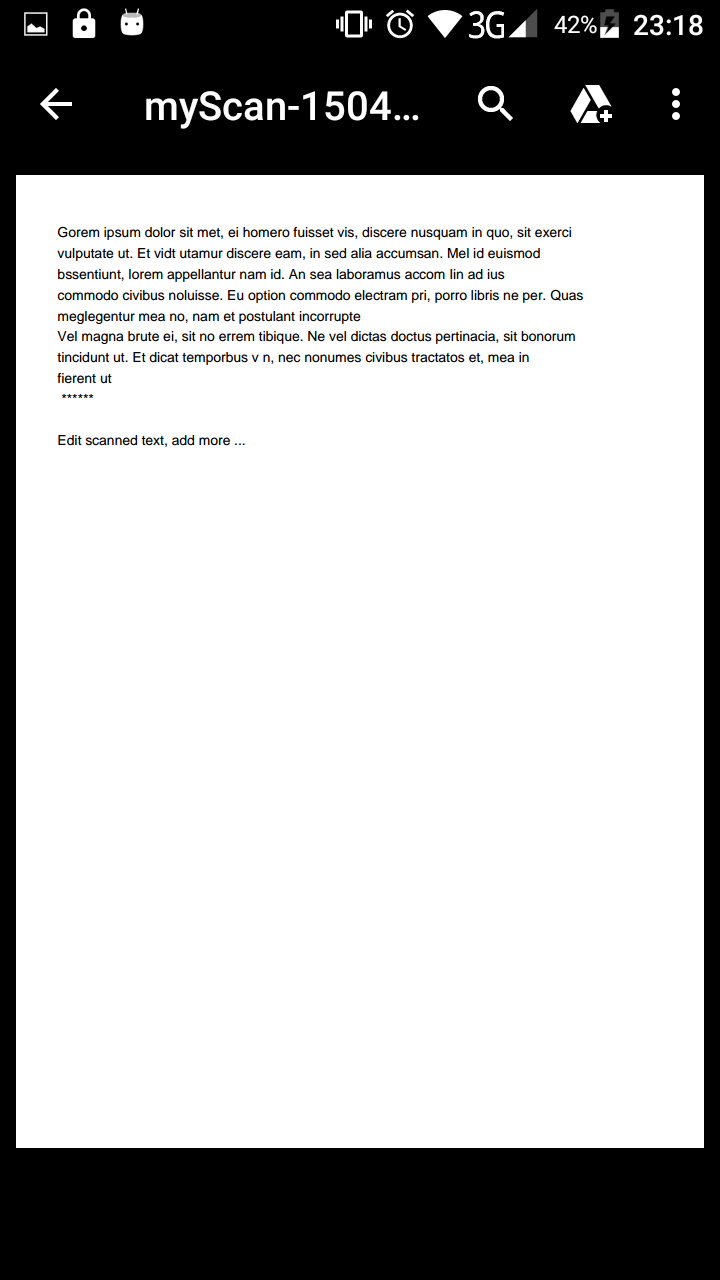 3G 42% 23:18
myScan-1504...
Gorem ipsum dolor sit met, ei homero fuisset vis, discere nusquam in quo, sit exerci
vulputate ut. Et vidt utamur discere eam, in sed alia accumsan. Mel id euismod
bssentiunt, lorem appellantur nam id. An sea laboramus accom lin ad ius
commodo civibus noluisse. Eu option commodo electram pri, porro libris ne per. Quas
meglegentur mea no, nam et postulant incorrupte
Vel magna brute ei, sit no errem tibique. Ne vel dictas doctus pertinacia, sit bonorum
tincidunt ut. Et dicat temporbus v n, nec nonumes civibus tractatos et, mea in
fierent ut
******
Edit scanned text, add more ...